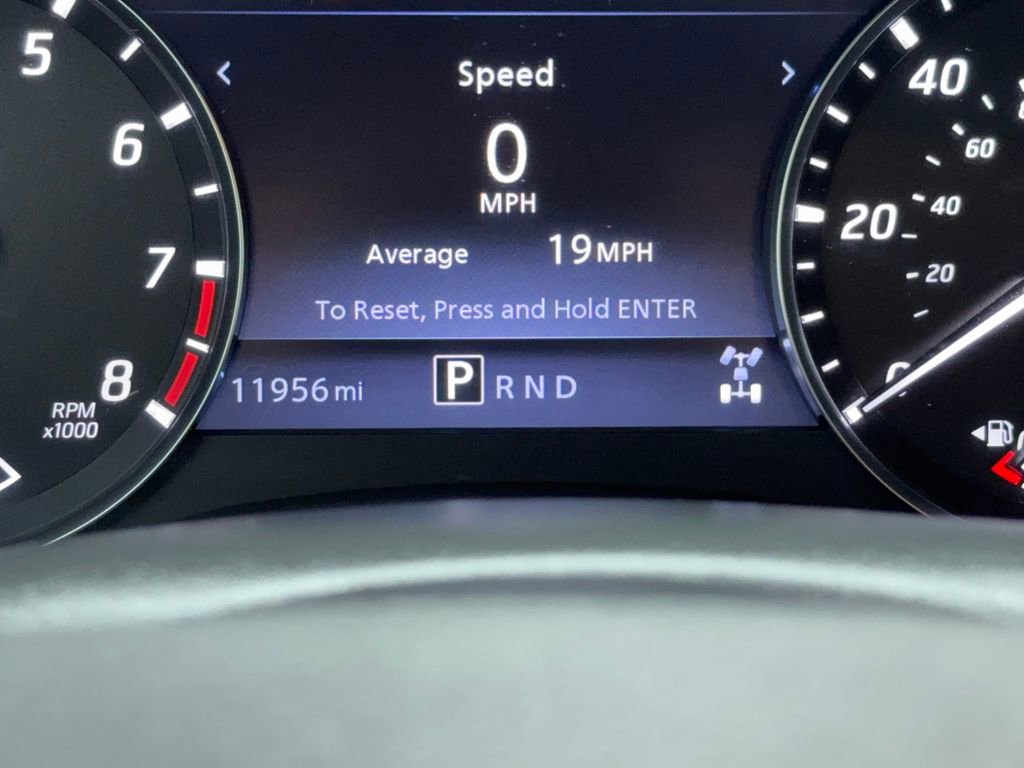 5
6
7
8
RPM
x1000
< Speed >
0
MPH
Average 19 MPH
To Reset, Press and Hold ENTER
11956 mi
P R N D
40
20
0
60
40
20